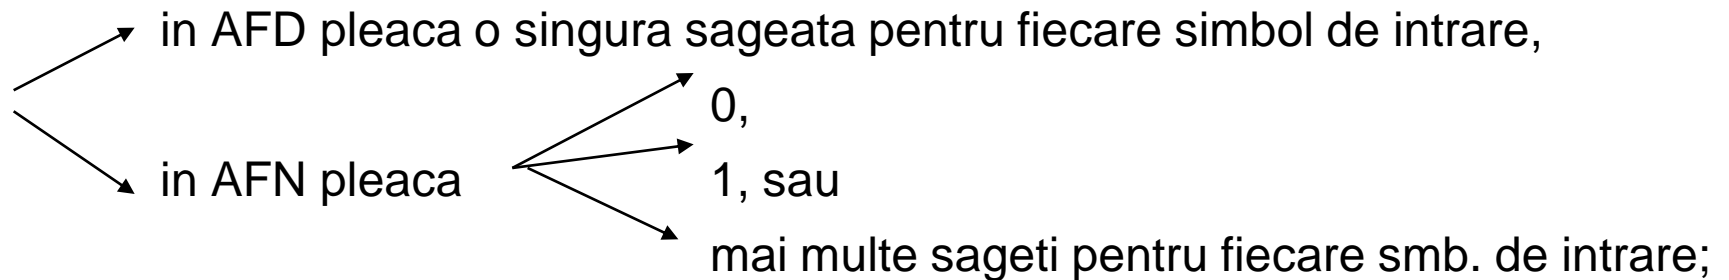 in AFD pleaca o singura sageata pentru fiecare simbol de intrare,
0,
in AFN pleaca 1, sau
mai multe sageti pentru fiecare smb. de intrare;